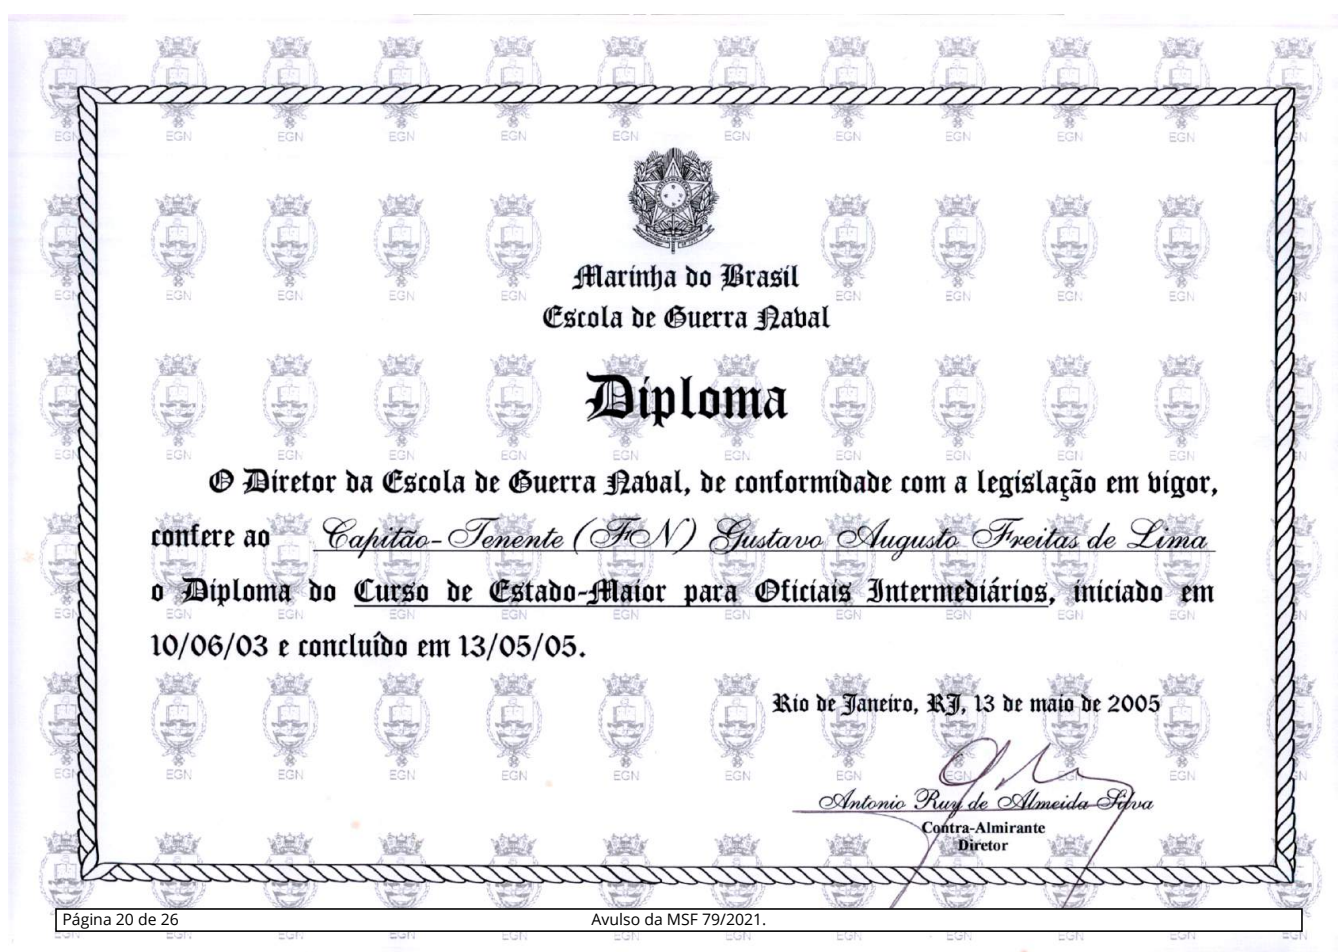 Marinha do Brasil
Escola de Guerra Naval
Diploma
O Diretor da Escola de Guerra Naval, de conformidade com a legislação em vigor,
confere ao Capitão-Tenente (FN) Gustavo Augusto Freitas de Lima
o Diploma do Curso de Estado-Maior para Oficiais Intermediários, iniciado em
10/06/03 e concluído em 13/05/05.
Rio de Janeiro, RJ, 13 de maio de 2005
Antonio Ruy de Almeida Silva
Contra-Almirante
Diretor
Página 20 de 26 Avulso da MSF 79/2021.
EGN